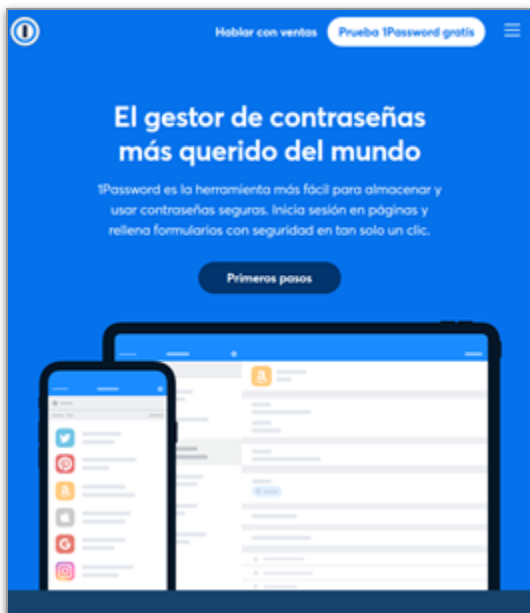 Hablar con ventas
Prueba 1Password gratis
El gestor de contraseñas
más querido del mundo
1Password es la herramienta más fácil para almacenar y
usar contraseñas seguras. Inicia sesión en páginas y
rellena formularios con seguridad en tan solo un clic.
Primeros pasos